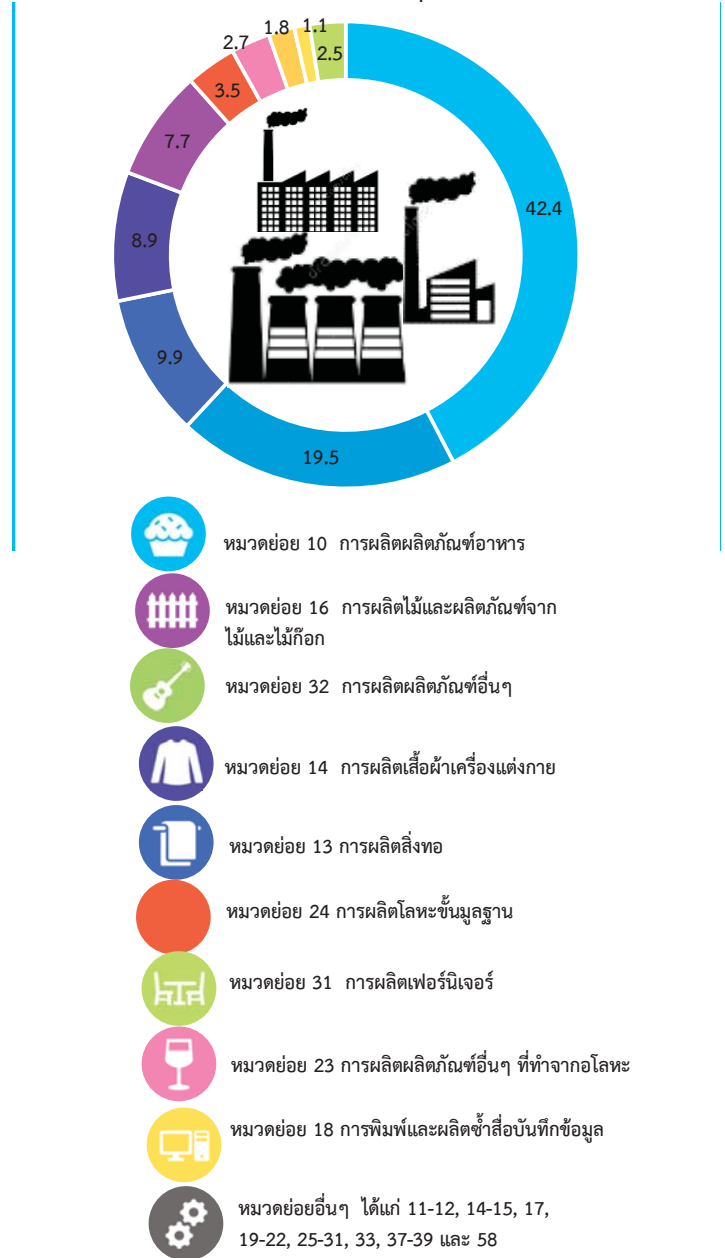 1.8
1.1
2.7
2.5
3.5
7.7
42.4
8.9
9.9
19.5
หมวดย่อย 10 การผลิตผลิตภัณฑ์อาหาร
หมวดย่อย 16 การผลิตไม้และผลิตภัณฑ์จาก
ไม้และไม้ก๊อก
หมวดย่อย 32 การผลิตผลิตภัณฑ์อื่นๆ
หมวดย่อย 14 การผลิตเสื้อผ้าเครื่องแต่งกาย
หมวดย่อย 13 การผลิตสิ่งทอ
หมวดย่อย 24 การผลิตโลหะขั้นมูลฐาน
หมวดย่อย 31 การผลิตเฟอร์นิเจอร์
หมวดย่อย 23 การผลิตผลิตภัณฑ์อื่นๆ ที่ทำจากอโลหะ
หมวดย่อย 18 การพิมพ์และผลิตซ้ำสื่อบันทึกข้อมูล
หมวดย่อยอื่นๆ ได้แก่ 11-12, 14-15, 17,
19-22, 25-31, 33, 37-39 และ 58